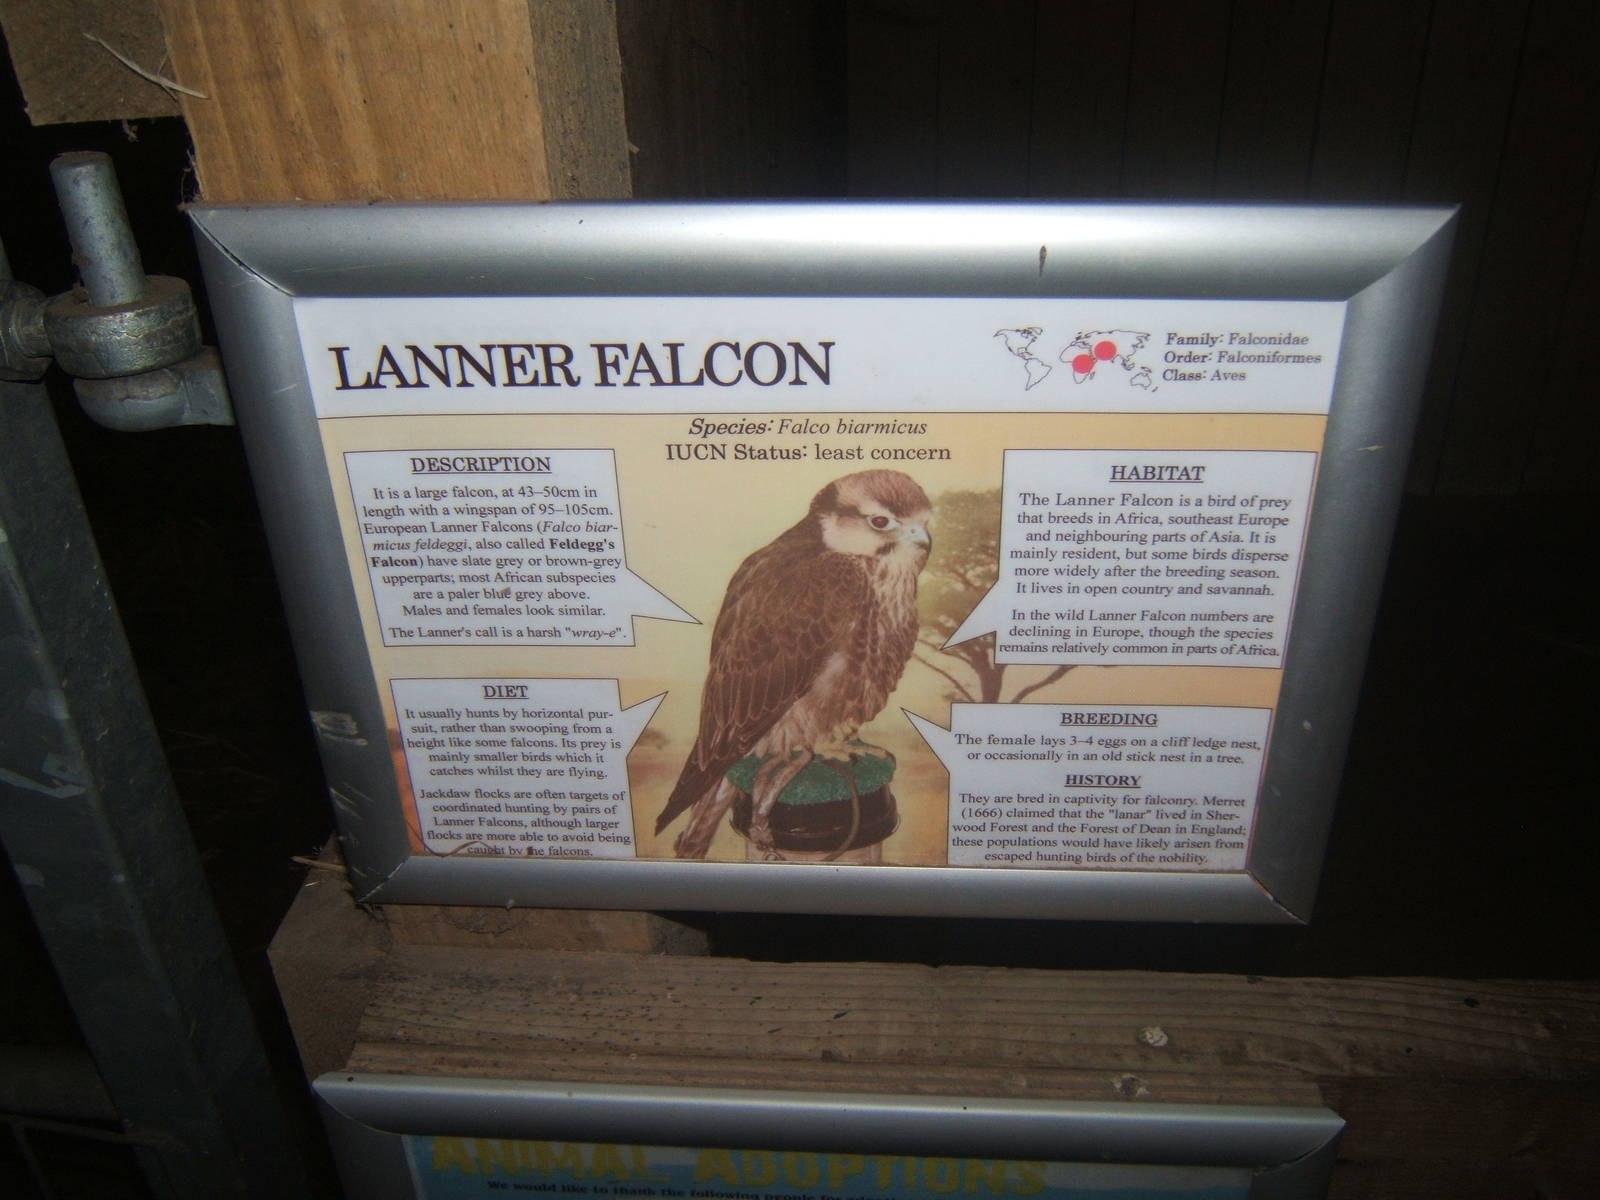 LANNER FALCON
Family: Falconidae
Order: Falconiformes
Class: Aves
Species: Falco biarmicus
IUCN Status: least concern
DESCRIPTION
It is a large falcon, at 43–50cm in
length with a wingspan of 95–105cm.
European Lanner Falcons (Falco biar-
micus feldeggi, also called Feldegg's
Falcon) have slate grey or brown-grey
upperparts; most African subspecies
are a paler blue grey above.
Males and females look similar.
The Lanner's call is a harsh "wray-e".
DIET
It usually hunts by horizontal pur-
suit, rather than swooping from a
height like some falcons. Its prey is
mainly smaller birds which it
catches whilst they are flying.
Jackdaw flocks are often targets of
coordinated hunting by pairs of
Lanner Falcons, although larger
flocks are more able to avoid being
caught by the falcons.
HABITAT
The Lanner Falcon is a bird of prey
that breeds in Africa, southeast Europe
and neighbouring parts of Asia. It is
mainly resident, but some birds disperse
more widely after the breeding season.
It lives in open country and savannah.
In the wild Lanner Falcon numbers are
declining in Europe, though the species
remains relatively common in parts of Africa.
BREEDING
The female lays 3–4 eggs on a cliff ledge nest,
or occasionally in an old stick nest in a tree.
HISTORY
They are bred in captivity for falconry. Merret
(1666) claimed that the "lanar" lived in Sher-
wood Forest and the Forest of Dean in England;
these populations would have likely arisen from
escaped hunting birds of the nobility.
ANIMAL ADOPTIONS
We would like to thank the following people for